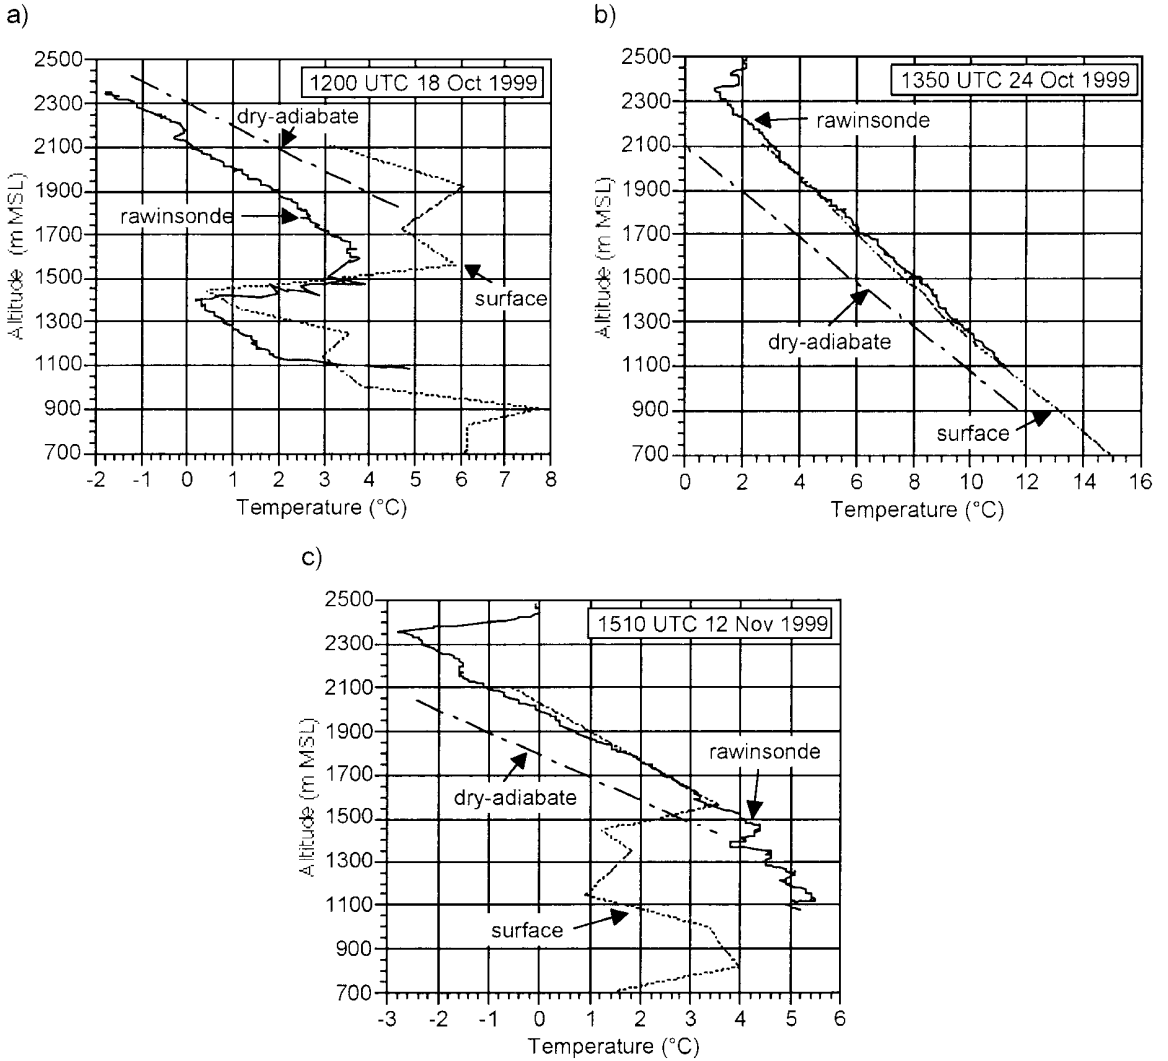 a)
2500
2300
2100
1900
1700
1500
1300
1100
900
700
Altitude (m MSL)
1200 UTC 18 Oct 1999
dry-adiabate
rawinsonde
surface
-2 -1 0 1 2 3 4 5 6 7 8
Temperature (°C)
b)
2500
2300
2100
1900
1700
1500
1300
1100
900
700
Altitude (m MSL)
1350 UTC 24 Oct 1999
rawinsonde
dry-adiabate
surface
0 2 4 6 8 10 12 14 16
Temperature (°C)
c)
2500
2300
2100
1900
1700
1500
1300
1100
900
700
Altitude (m MSL)
1510 UTC 12 Nov 1999
rawinsonde
dry-adiabate
surface
-3 -2 -1 0 1 2 3 4 5 6
Temperature (°C)